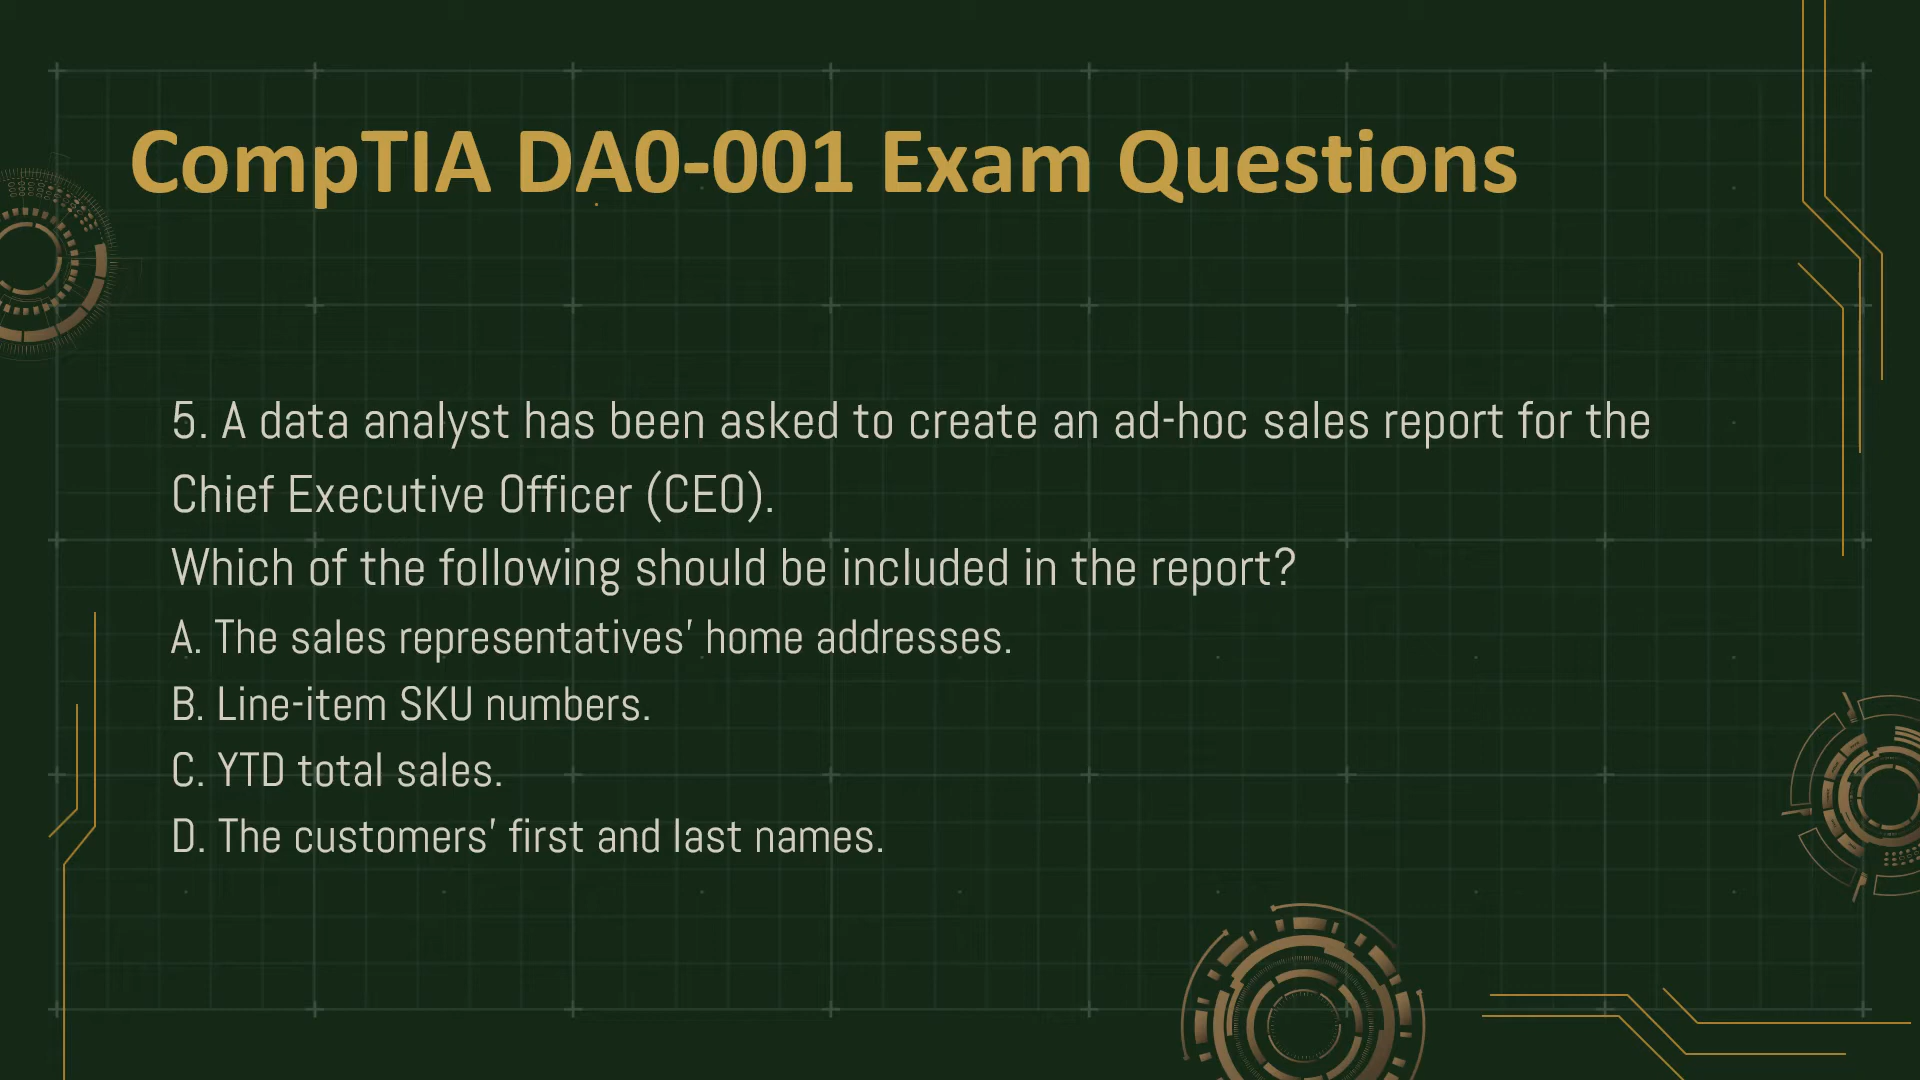 CompTIA DA0-001 Exam Questions
5. A data analyst has been asked to create an ad-hoc sales report for the
Chief Executive Officer (CEO).
Which of the following should be included in the report?
A. The sales representatives’ home addresses.
B. Line-item SKU numbers.
C. YTD total sales.
D. The customers’ first and last names.